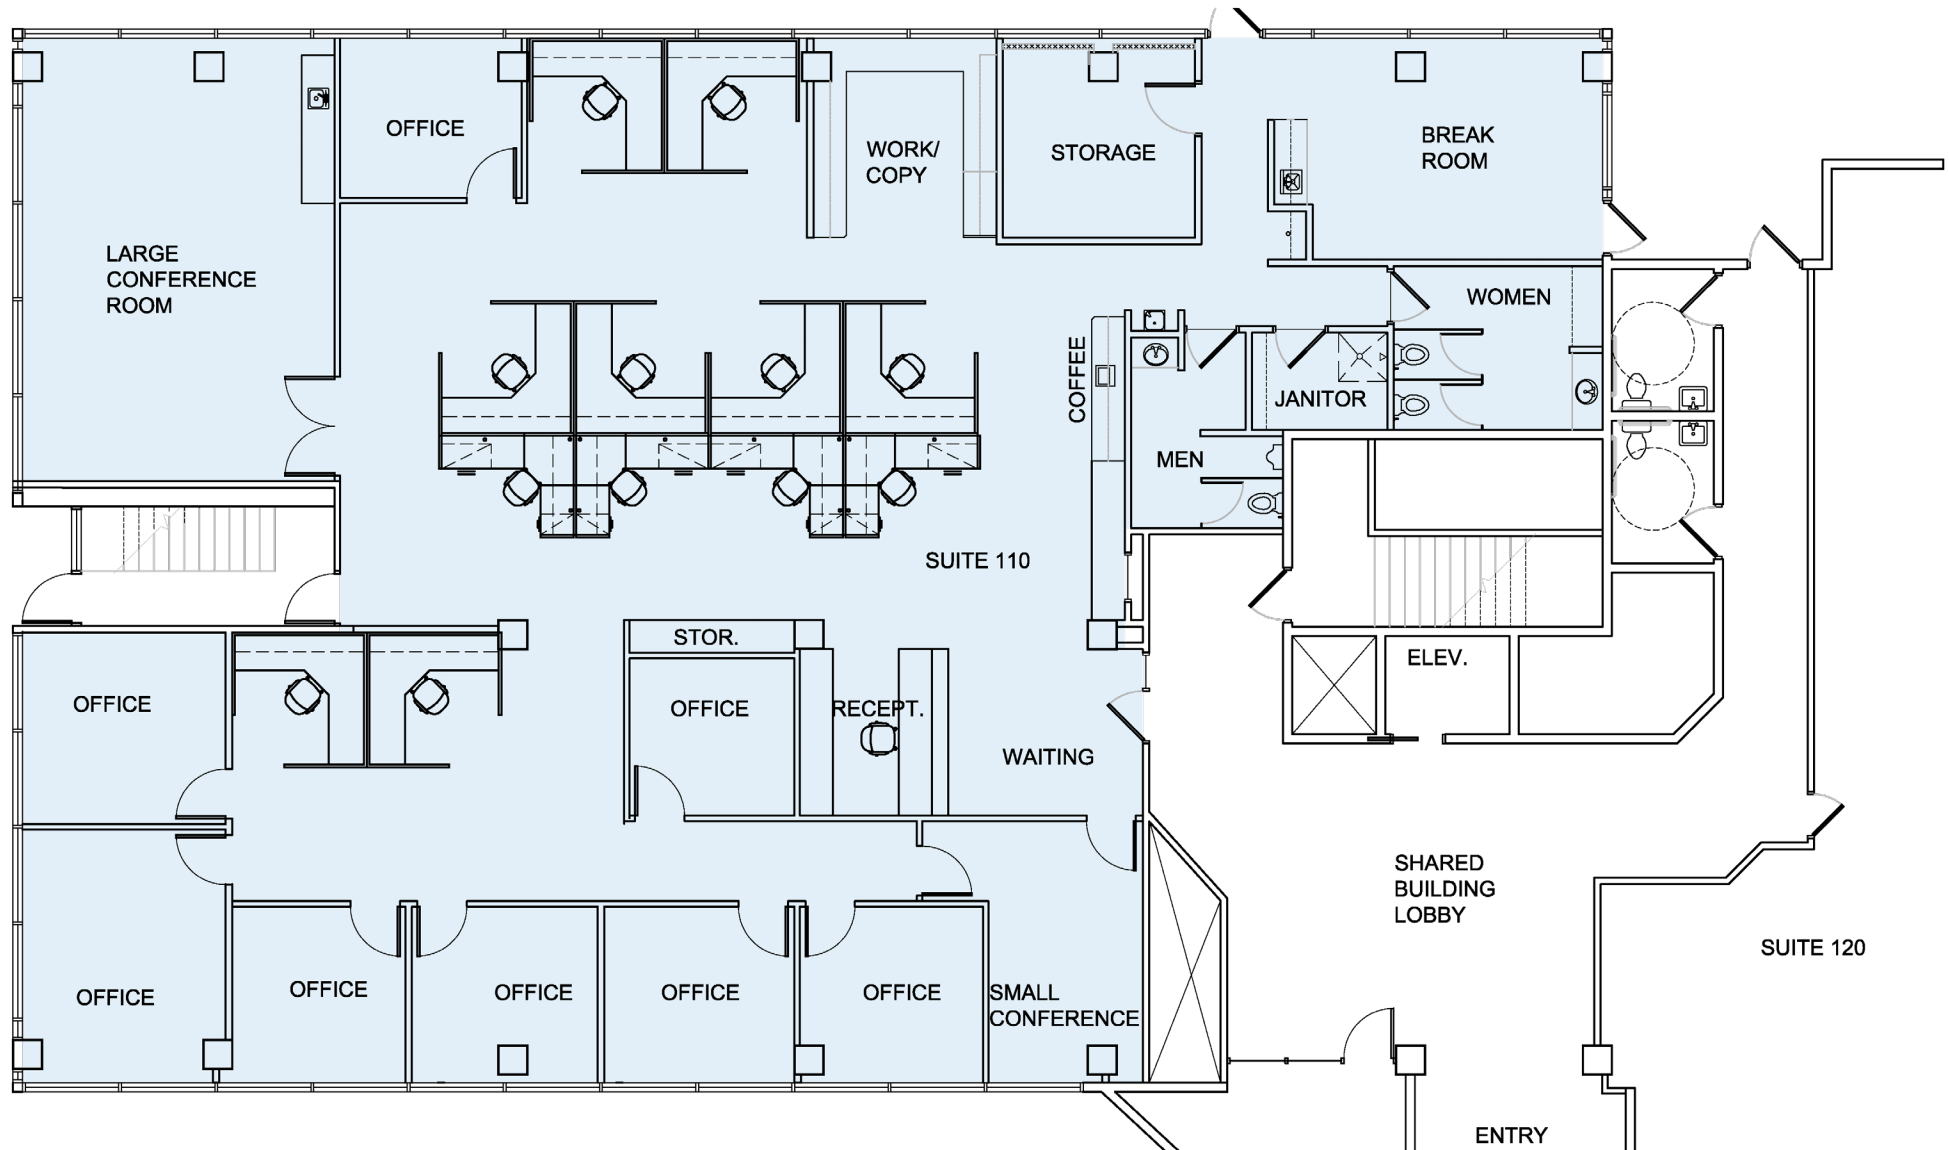 OFFICE
WORK/
COPY
STORAGE
BREAK
ROOM
LARGE
CONFERENCE
ROOM
WOMEN
COFFEE
JANITOR
MEN
SUITE 110
STOR.
ELEV.
OFFICE
OFFICE
RECEPT.
WAITING
SHARED
BUILDING
LOBBY
SUITE 120
OFFICE
OFFICE
OFFICE
OFFICE
OFFICE
SMALL
CONFERENCE
ENTRY